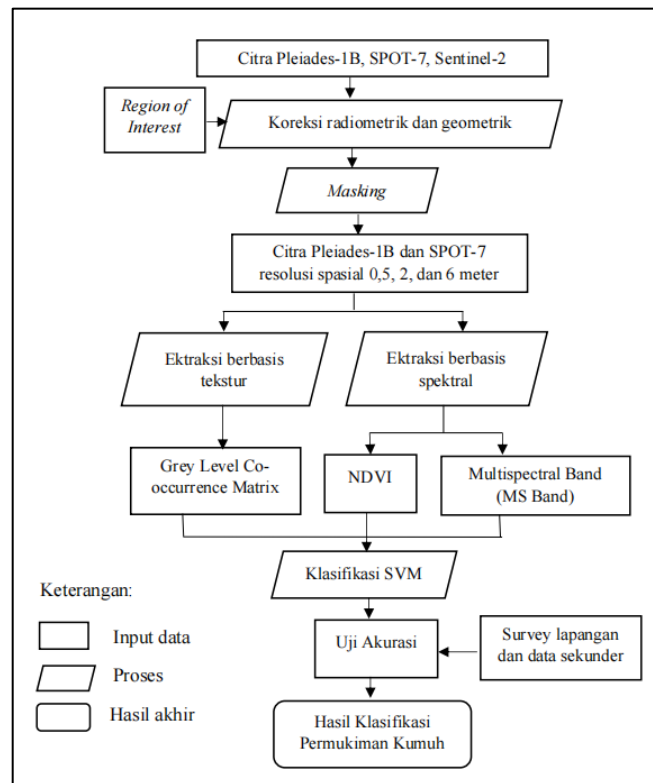 Citra Pleiades-1B, SPOT-7, Sentinel-2
Region of
Interest
Koreksi radiometrik dan geometrik
Masking
Citra Pleiades-1B dan SPOT-7
resolusi spasial 0,5, 2, dan 6 meter
Ektraksi berbasis
tekstur
Ektraksi berbasis
spektral
Grey Level Co-
occurrence Matrix
NDVI
Multispectral Band
(MS Band)
Klasifikasi SVM
Keterangan:
Input data
Proses
Hasil akhir
Uji Akurasi
Survey lapangan
dan data sekunder
Hasil Klasifikasi
Permukiman Kumuh